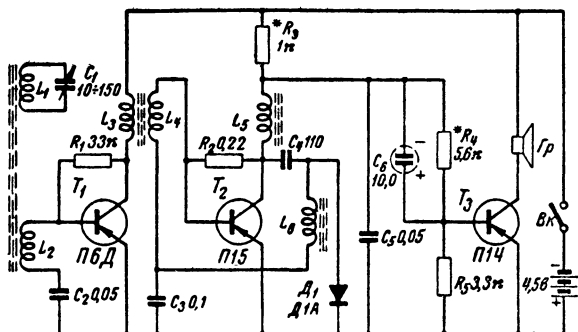 *R₃
1к
L₁
C₁
10÷150
L₃
L₄
L₅
R₁ 33к
R₂ 0,22
C₄ 110
C₆
10,0
*R₄
5,6к
Гр
T₁
T₂
T₃
L₂
П6Д
П15
L₆
C₅ 0,05
П14
Вк
C₂ 0,05
C₃ 0,1
Д₁
Д1А
R₅ 3,3к
4,5в